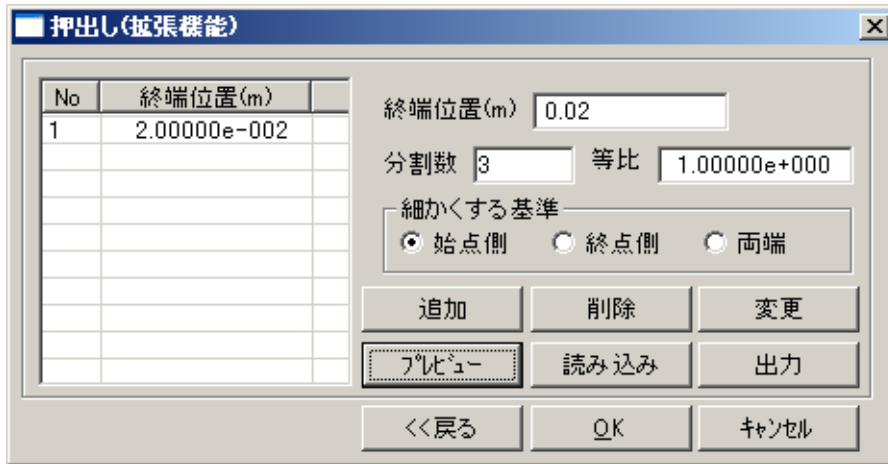 押出し(拡張機能)
No 終端位置(m)
1 2.00000e-002
終端位置(m) 0.02
分割数 3 等比 1.00000e+000
細かくする基準
始点側 終点側 両端
追加 削除 変更
ﾌﾟﾚﾋﾞｭｰ 読み込み 出力
<<戻る OK ｷｬﾝｾﾙ